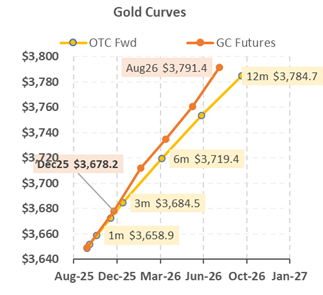 Gold Curves
OTC Fwd GC Futures
$3,800
$3,780
$3,760
$3,740
$3,720
$3,700
$3,680
$3,660
$3,640
Aug26 $3,791.4
12m $3,784.7
6m $3,719.4
Dec25 $3,678.2
3m $3,684.5
1m $3,658.9
Aug-25 Dec-25 Mar-26 Jun-26 Oct-26 Jan-27